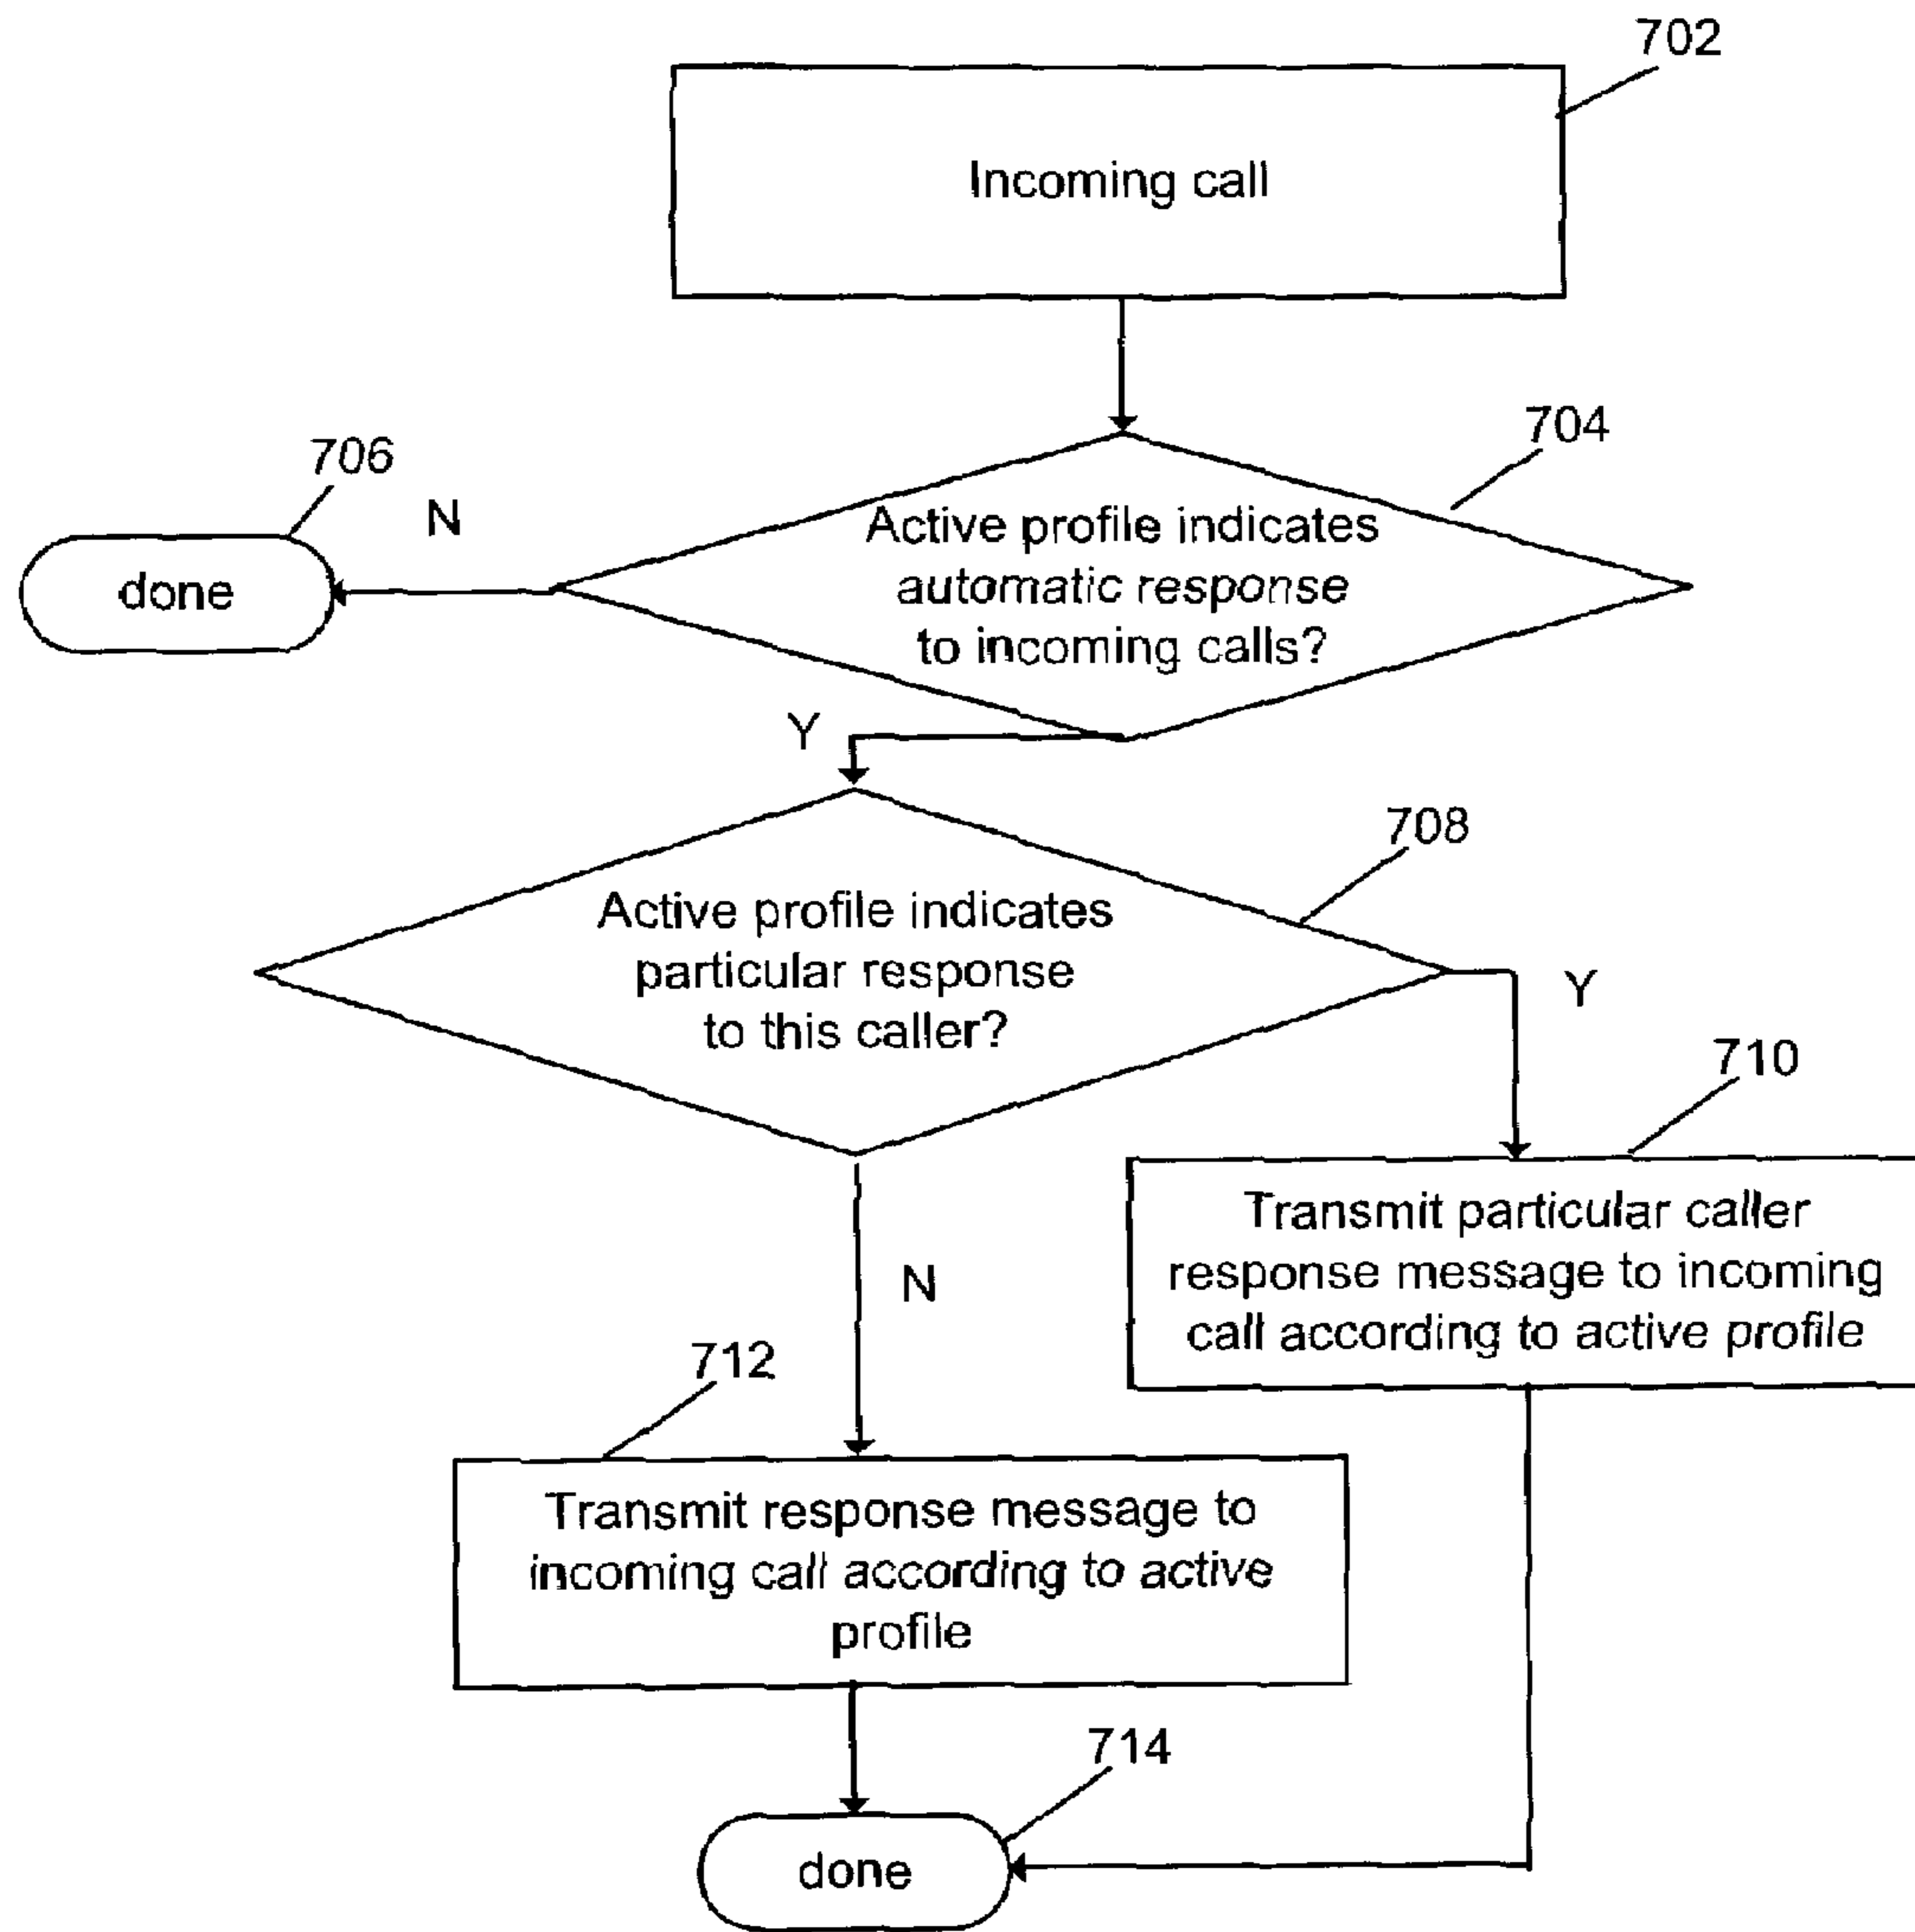 702
Incoming call
704
706
N
Active profile indicates
automatic response
to incoming calls?
done
Y
708
Active profile indicates
particular response
to this caller?
Y
710
Transmit particular caller
response message to incoming
call according to active profile
N
712
Transmit response message to
incoming call according to active
profile
714
done